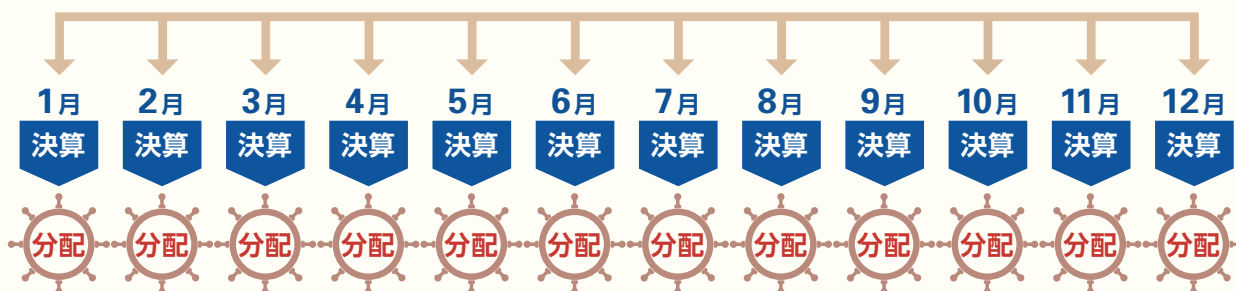 1月 2月 3月 4月 5月 6月 7月 8月 9月 10月 11月 12月
決算 決算 決算 決算 決算 決算 決算 決算 決算 決算 決算 決算
分配 分配 分配 分配 分配 分配 分配 分配 分配 分配 分配 分配